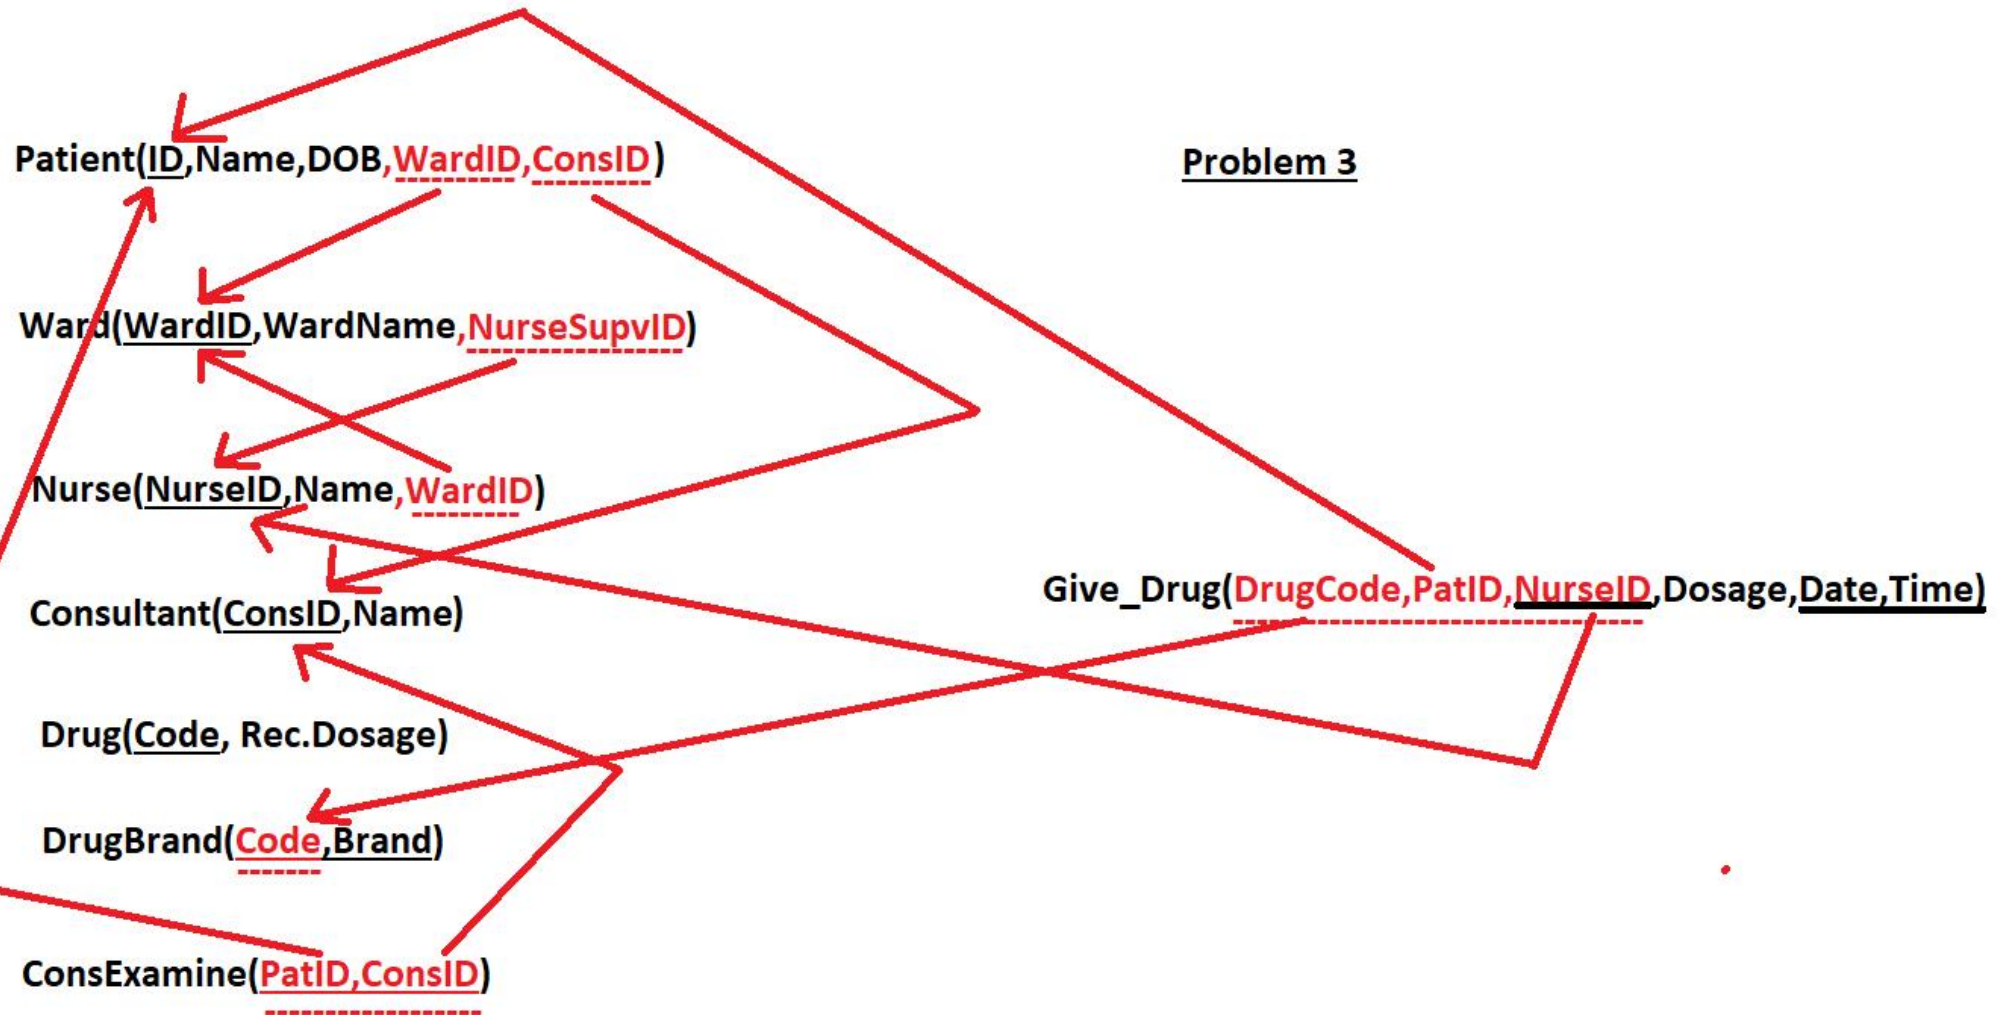 Patient(ID,Name,DOB,WardID,ConsID)
Problem 3
Ward(WardID,WardName,NurseSupvID)
Nurse(NurseID,Name,WardID)
Give_Drug(DrugCode,PatID,NurseID,Dosage,Date,Time)
Consultant(ConsID,Name)
Drug(Code, Rec.Dosage)
DrugBrand(Code,Brand)
ConsExamine(PatID,ConsID)